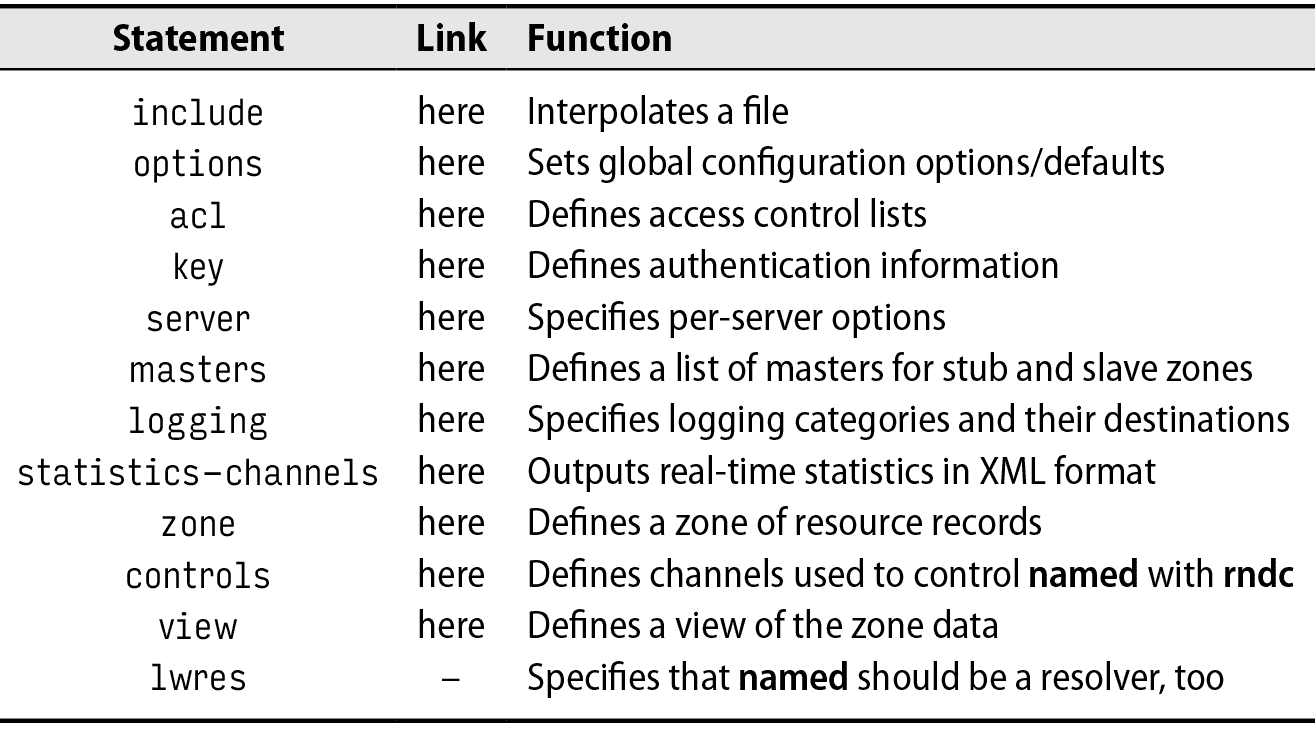 Statement Link Function
include here Interpolates a file
options here Sets global configuration options/defaults
acl here Defines access control lists
key here Defines authentication information
server here Specifies per-server options
masters here Defines a list of masters for stub and slave zones
logging here Specifies logging categories and their destinations
statistics-channels here Outputs real-time statistics in XML format
zone here Defines a zone of resource records
controls here Defines channels used to control named with rndc
view here Defines a view of the zone data
lwres – Specifies that named should be a resolver, too